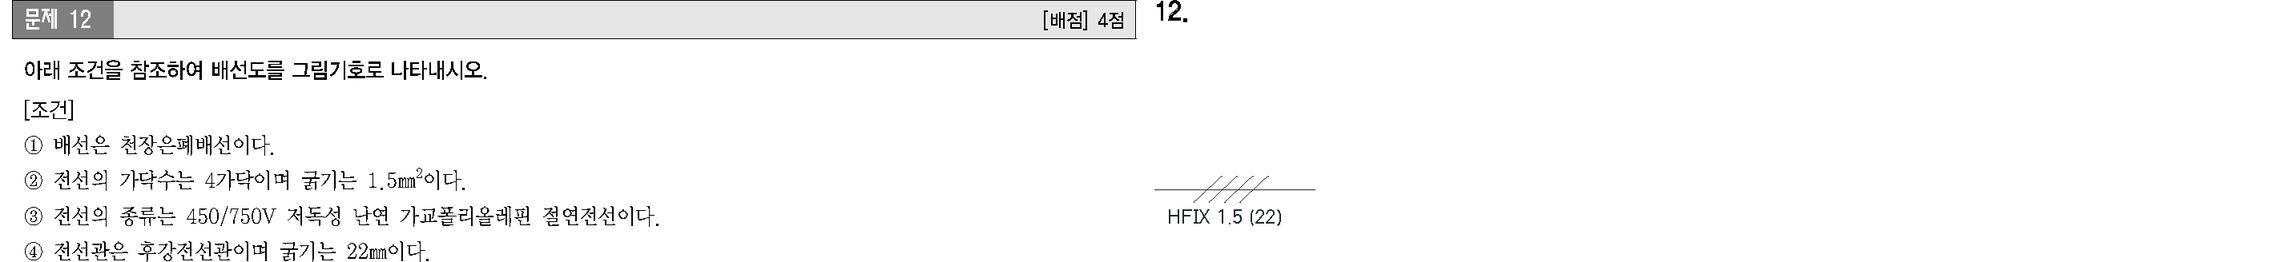 문제 12
[배점] 4점
아래 조건을 참조하여 배선도를 그림기호로 나타내시오.
[조건]
① 배선은 천장은폐배선이다.
② 전선의 가닥수는 4가닥이며 굵기는 1.5㎟이다.
③ 전선의 종류는 450/750V 저독성 난연 가교폴리올레핀 절연전선이다.
④ 전선관은 후강전선관이며 굵기는 22㎜이다.
12.
HFIX 1.5 (22)